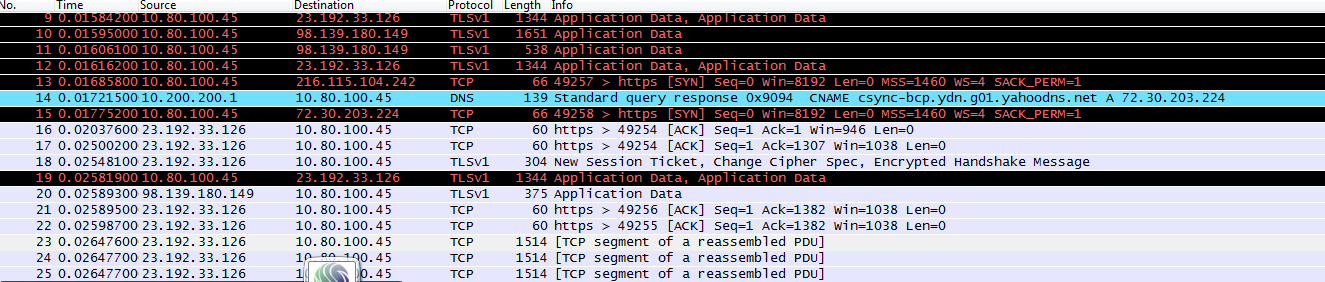 No. Time Source Destination Protocol Length Info
9 0.01584200 10.80.100.45 23.192.33.126 TLSv1 1344 Application Data, Application Data
10 0.01595000 10.80.100.45 98.139.180.149 TLSv1 1651 Application Data
11 0.01606100 10.80.100.45 98.139.180.149 TLSv1 538 Application Data
12 0.01616200 10.80.100.45 23.192.33.126 TLSv1 1344 Application Data, Application Data
13 0.01685800 10.80.100.45 216.115.104.242 TCP 66 49257 > https [SYN] Seq=0 Win=8192 Len=0 MSS=1460 WS=4 SACK_PERM=1
14 0.01721500 10.200.200.1 10.80.100.45 DNS 139 Standard query response 0x9094 CNAME csync-bcp.ydn.g01.yahoodns.net A 72.30.203.224
15 0.01775200 10.80.100.45 72.30.203.224 TCP 66 49258 > https [SYN] Seq=0 Win=8192 Len=0 MSS=1460 WS=4 SACK_PERM=1
16 0.02037600 23.192.33.126 10.80.100.45 TCP 60 https > 49254 [ACK] Seq=1 Ack=1 Win=946 Len=0
17 0.02500200 23.192.33.126 10.80.100.45 TCP 60 https > 49254 [ACK] Seq=1 Ack=1307 Win=1038 Len=0
18 0.02548100 23.192.33.126 10.80.100.45 TLSv1 304 New Session Ticket, Change Cipher Spec, Encrypted Handshake Message
19 0.02581900 10.80.100.45 23.192.33.126 TLSv1 1344 Application Data, Application Data
20 0.02589300 98.139.180.149 10.80.100.45 TLSv1 375 Application Data
21 0.02589500 23.192.33.126 10.80.100.45 TCP 60 https > 49256 [ACK] Seq=1 Ack=1382 Win=1038 Len=0
22 0.02598700 23.192.33.126 10.80.100.45 TCP 60 https > 49255 [ACK] Seq=1 Ack=1382 Win=1038 Len=0
23 0.02647600 23.192.33.126 10.80.100.45 TCP 1514 [TCP segment of a reassembled PDU]
24 0.02647700 23.192.33.126 10.80.100.45 TCP 1514 [TCP segment of a reassembled PDU]
25 0.02647700 23.192.33.126 TCP 1514 [TCP segment of a reassembled PDU]